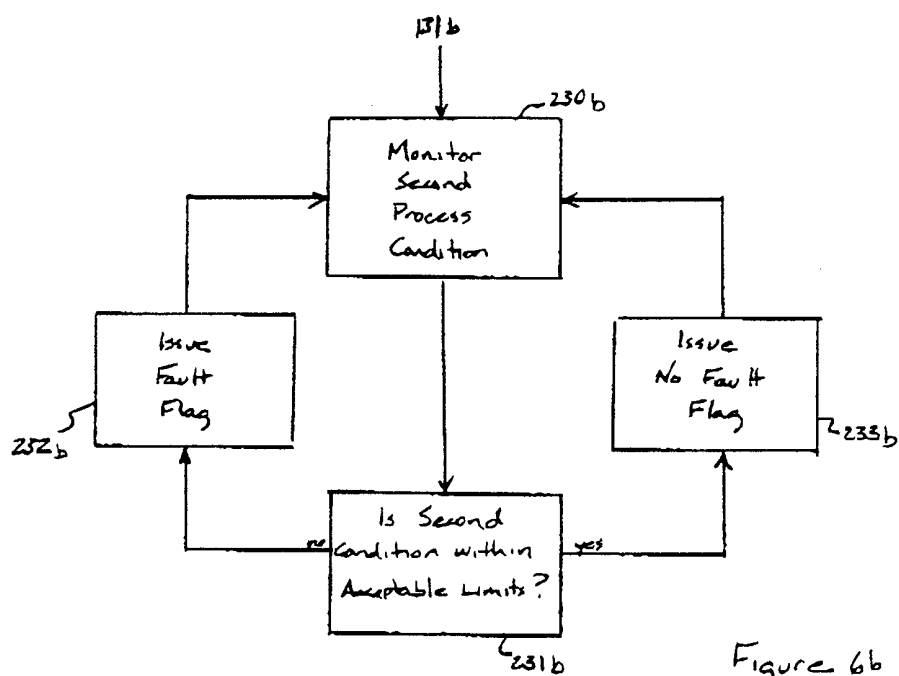 131b
230b
Monitor
Second
Process
Condition
Issue
Fault
Flag
232b
Issue
No Fault
Flag
233b
Is Second
no
Condition within
yes
Acceptable Limits?
231b
Figure 6b